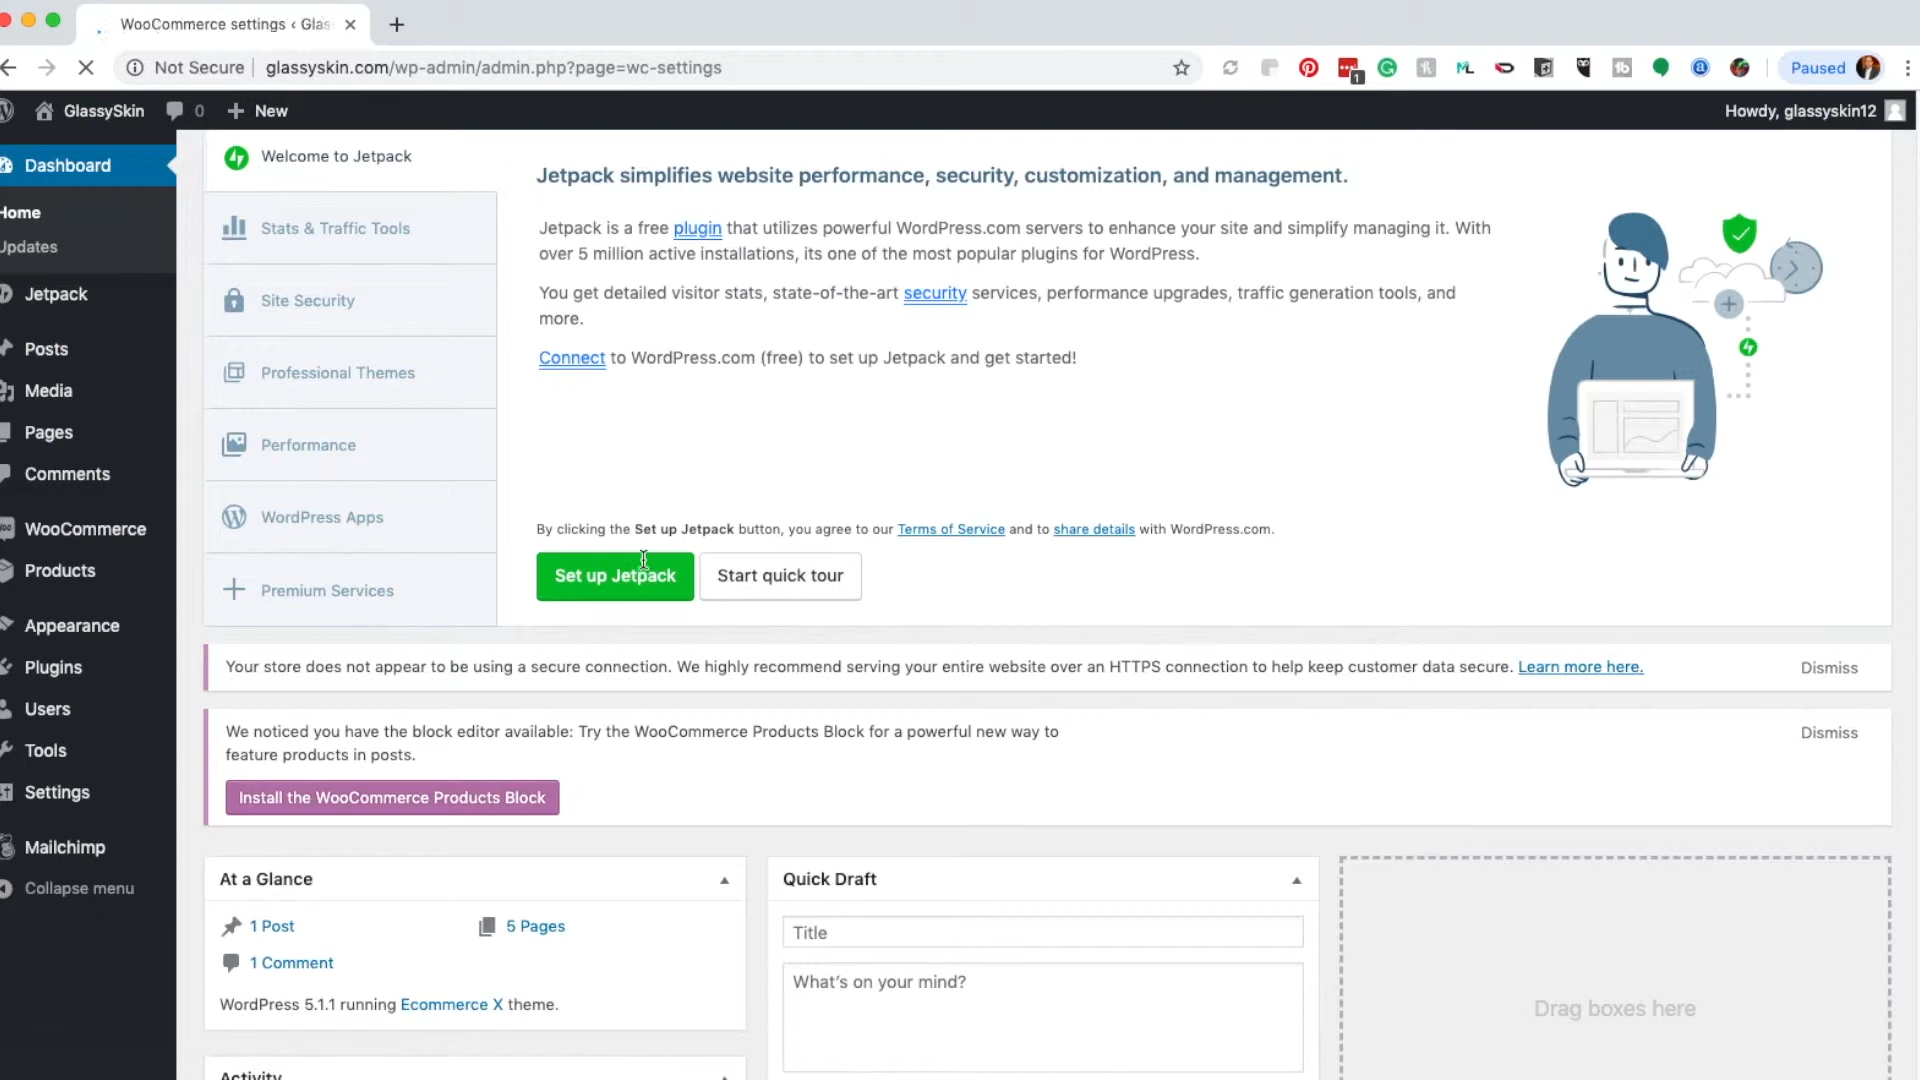 WooCommerce settings ‹ Glas
Not Secure
glassyskin.com/wp-admin/admin.php?page=wc-settings
1
Paused
GlassySkin
0
New
Howdy, glassyskin12
Dashboard
Home
Updates
Jetpack
Posts
Media
Pages
Comments
WooCommerce
Products
Appearance
Plugins
Users
Tools
Settings
Mailchimp
Collapse menu
Welcome to Jetpack
Stats & Traffic Tools
Site Security
Professional Themes
Performance
WordPress Apps
Premium Services
Jetpack simplifies website performance, security, customization, and management.
Jetpack is a free plugin that utilizes powerful WordPress.com servers to enhance your site and simplify managing it. With
over 5 million active installations, its one of the most popular plugins for WordPress.
You get detailed visitor stats, state-of-the-art security services, performance upgrades, traffic generation tools, and
more.
Connect to WordPress.com (free) to set up Jetpack and get started!
By clicking the Set up Jetpack button, you agree to our Terms of Service and to share details with WordPress.com.
Set up Jetpack
Start quick tour
Your store does not appear to be using a secure connection. We highly recommend serving your entire website over an HTTPS connection to help keep customer data secure. Learn more here.
Dismiss
We noticed you have the block editor available: Try the WooCommerce Products Block for a powerful new way to
feature products in posts.
Dismiss
Install the WooCommerce Products Block
At a Glance
1 Post
5 Pages
1 Comment
WordPress 5.1.1 running Ecommerce X theme.
Activity
Quick Draft
Title
What's on your mind?
Drag boxes here